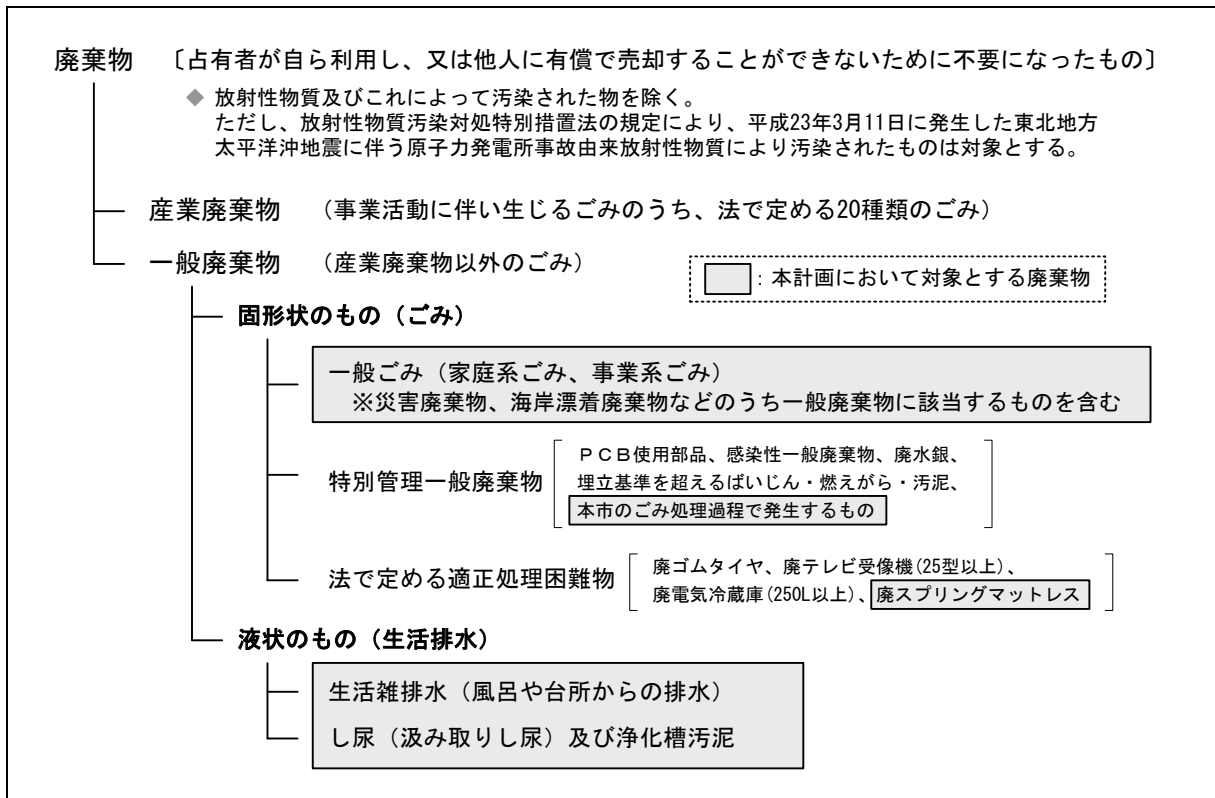 廃棄物 〔占有者が自ら利用し、又は他人に有償で売却することができないために不要になったもの〕
◆ 放射性物質及びこれによって汚染された物を除く。
ただし、放射性物質汚染対処特別措置法の規定により、平成23年3月11日に発生した東北地方
太平洋沖地震に伴う原子力発電所事故由来放射性物質により汚染されたものは対象とする。
産業廃棄物 （事業活動に伴い生じるごみのうち、法で定める20種類のごみ）
一般廃棄物 （産業廃棄物以外のごみ）
：本計画において対象とする廃棄物
固形状のもの（ごみ）
一般ごみ（家庭系ごみ、事業系ごみ）
※災害廃棄物、海岸漂着廃棄物などのうち一般廃棄物に該当するものを含む
特別管理一般廃棄物
ＰＣＢ使用部品、感染性一般廃棄物、廃水銀、
埋立基準を超えるばいじん・燃えがら・汚泥、
本市のごみ処理過程で発生するもの
法で定める適正処理困難物
廃ゴムタイヤ、廃テレビ受像機(25型以上)、
廃電気冷蔵庫(250L以上)、廃スプリングマットレス
液状のもの（生活排水）
生活雑排水（風呂や台所からの排水）
し尿（汲み取りし尿）及び浄化槽汚泥